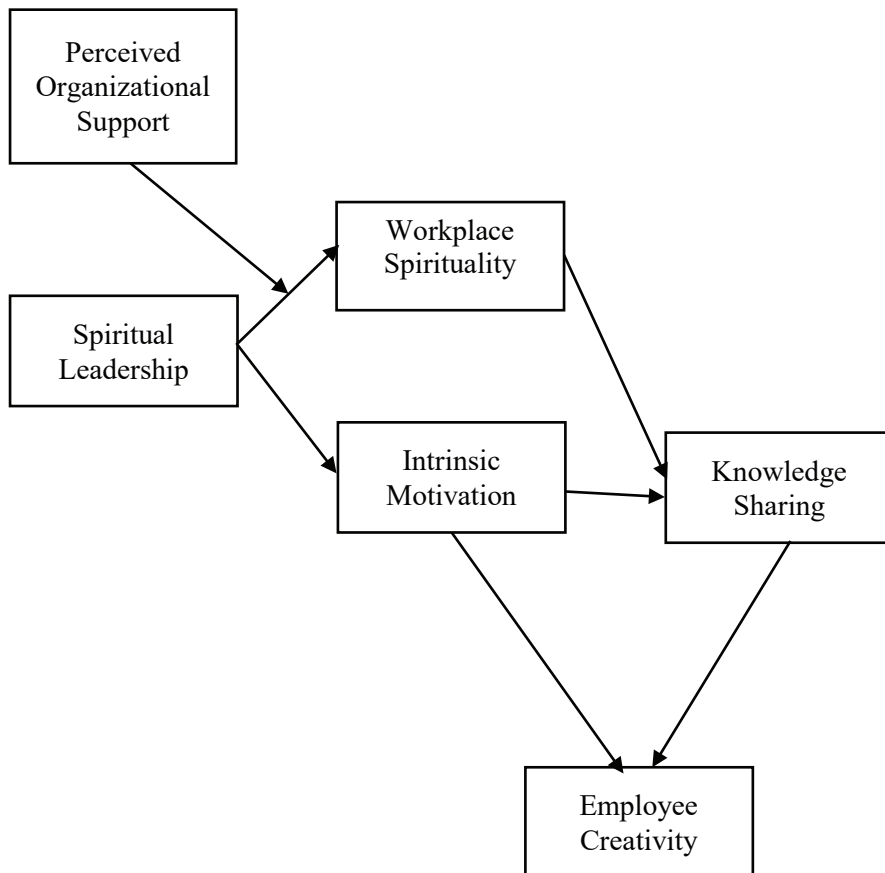 Perceived
Organizational
Support
Workplace
Spirituality
Spiritual
Leadership
Intrinsic
Motivation
Knowledge
Sharing
Employee
Creativity